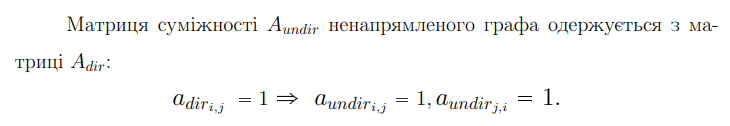 Матриця суміжності A_{undir} ненапрямленого графа одержується з ма-
триці A_{dir}:
a_{dir_{i,j}} = 1 ⇒ a_{undir_{i,j}} = 1, a_{undir_{j,i}} = 1.